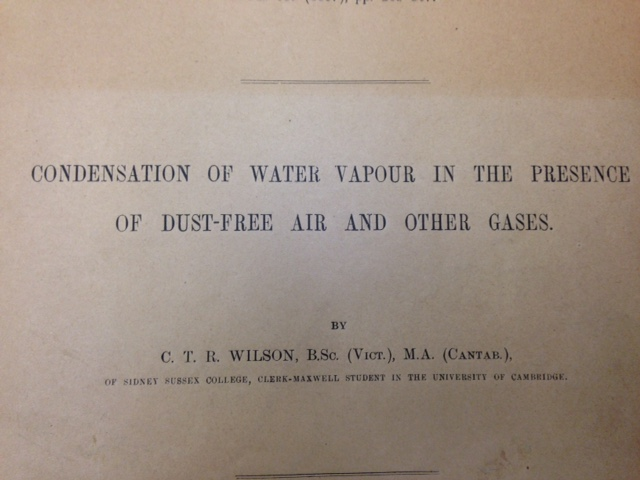 pp.
CONDENSATION OF WATER VAPOUR IN THE PRESENCE
OF DUST-FREE AIR AND OTHER GASES.
BY
C. T. R. WILSON, B.Sc. (Vict.), M.A. (Cantab.),
OF SIDNEY SUSSEX COLLEGE, CLERK-MAXWELL STUDENT IN THE UNIVERSITY OF CAMBRIDGE.